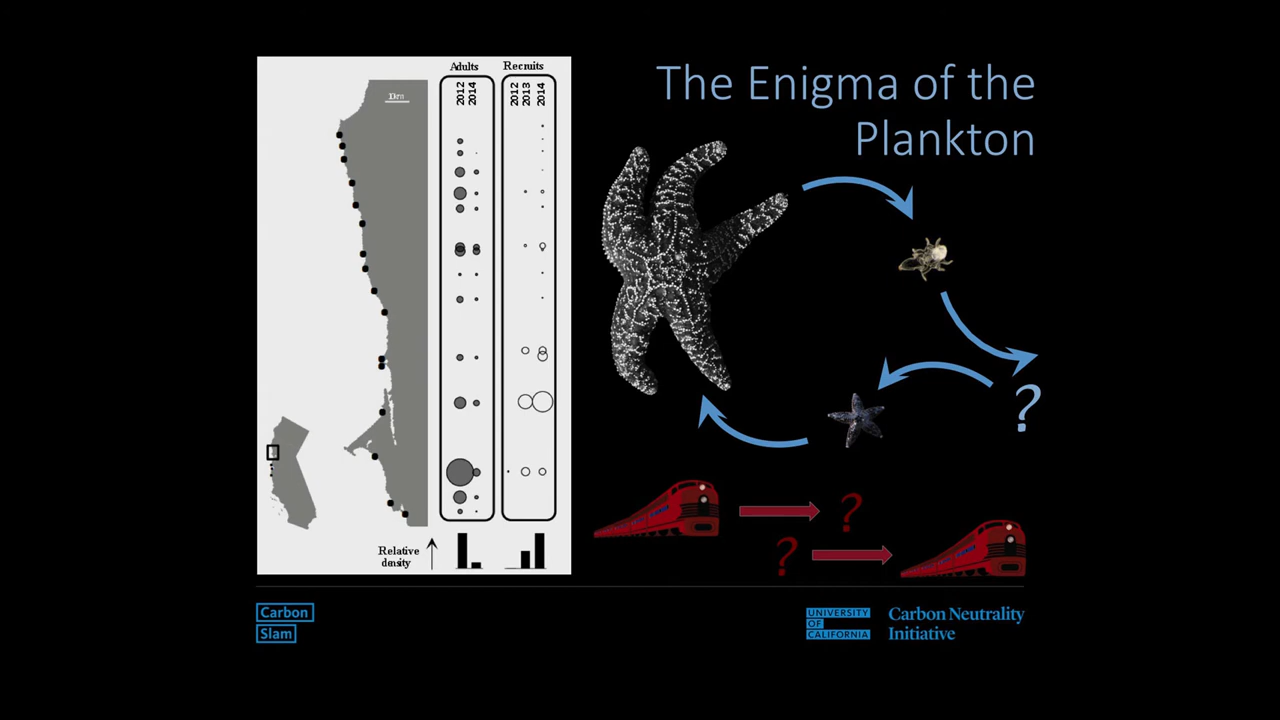 Adults
Recruits
2012
2014
2012
2013
2014
Relative
density
The Enigma of the
Plankton
?
?
?
Carbon
Slam
UNIVERSITY
OF
CALIFORNIA
Carbon Neutrality
Initiative